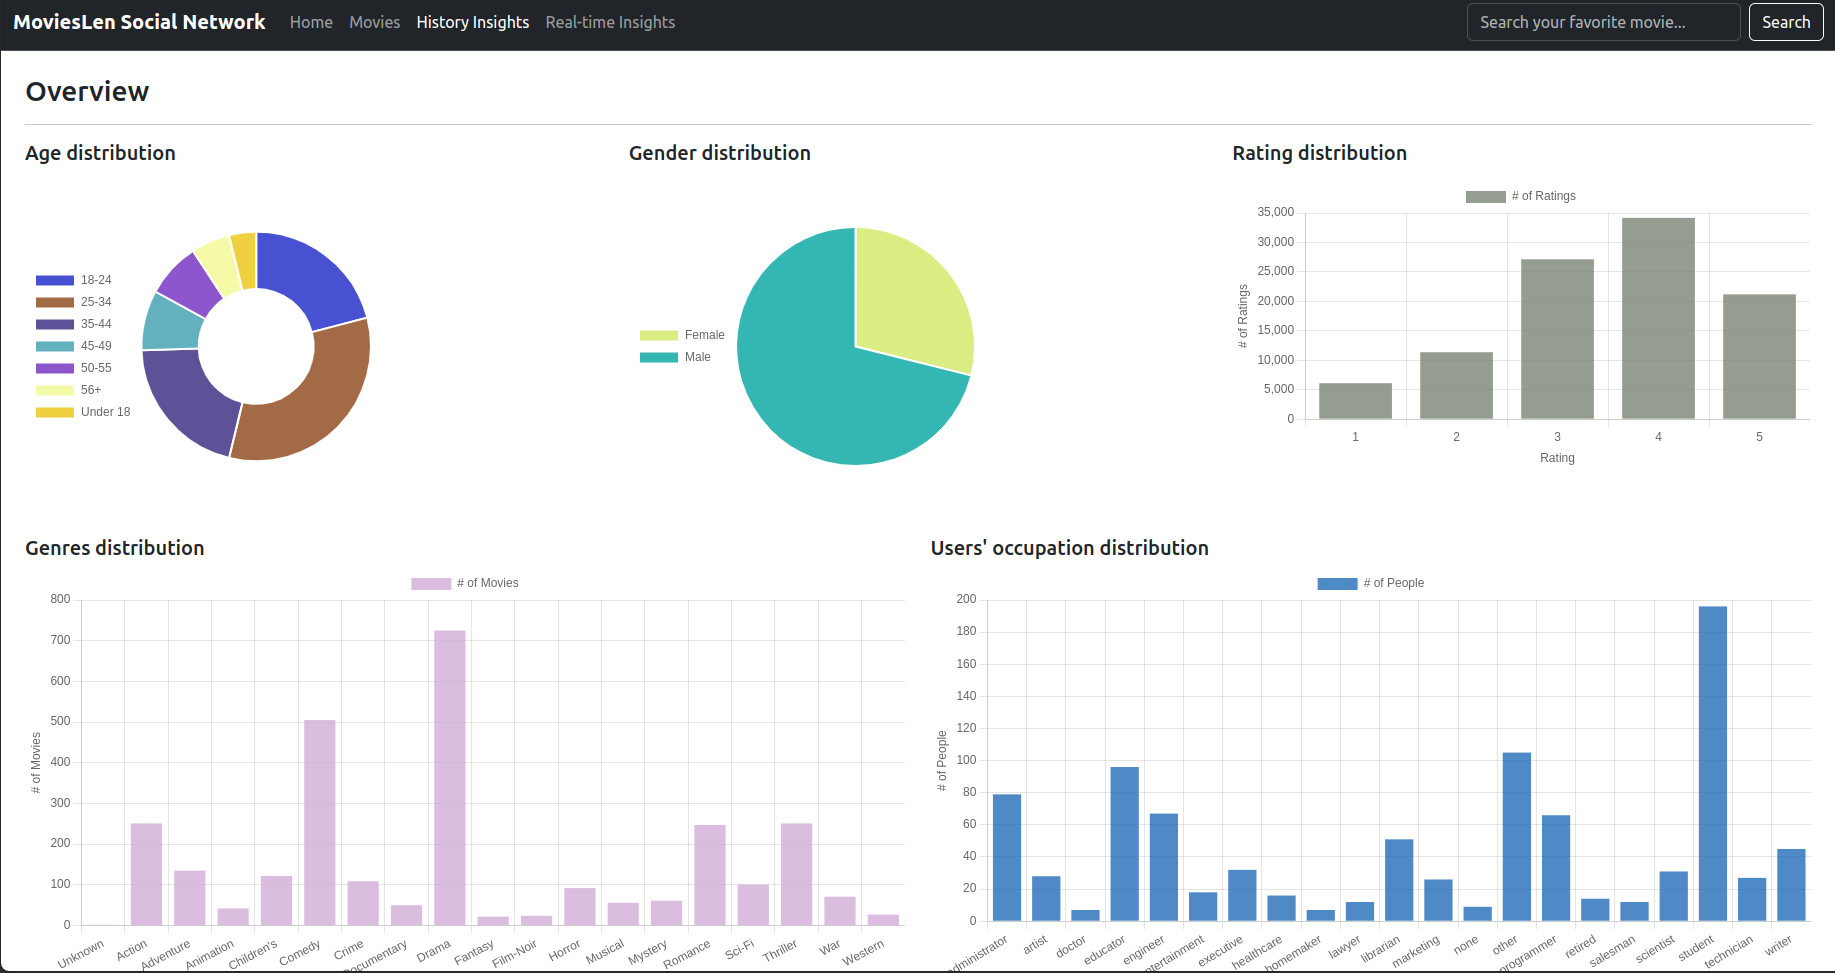 MoviesLen Social Network Home Movies History Insights Real-time Insights Search your favorite movie... Search
Overview
Age distribution
18-24
25-34
35-44
45-49
50-55
56+
Under 18
Gender distribution
Female
Male
Rating distribution
# of Ratings
35,000
30,000
25,000
20,000
15,000
10,000
5,000
0
# of Ratings
1 2 3 4 5
Rating
Genres distribution
# of Movies
800
700
600
500
400
300
200
100
0
# of Movies
Unknown Action Adventure Animation Children's Comedy Crime Documentary Drama Fantasy Film-Noir Horror Musical Mystery Romance Sci-Fi Thriller War Western
Users' occupation distribution
# of People
200
180
160
140
120
100
80
60
40
20
0
# of People
dministrator artist doctor educator engineer ntertainment executive healthcare homemaker lawyer librarian marketing none other programmer retired salesman scientist student technician writer